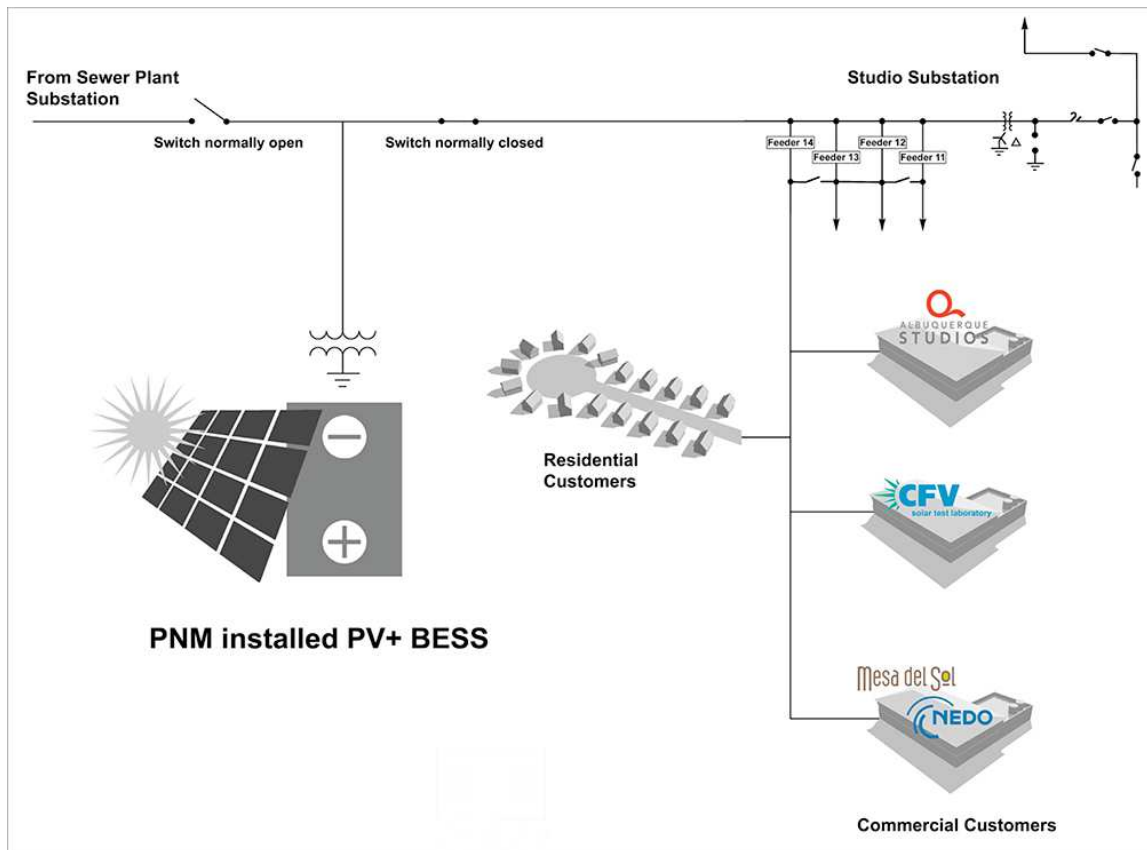 From Sewer Plant
Substation
Switch normally open
Switch normally closed
Studio Substation
Feeder 14
Feeder 13
Feeder 12
Feeder 11
ALBUQUERQUE
STUDIOS
Residential
Customers
CFV
solar test laboratory
PNM installed PV+ BESS
Mesa del Sol
NEDO
Commercial Customers